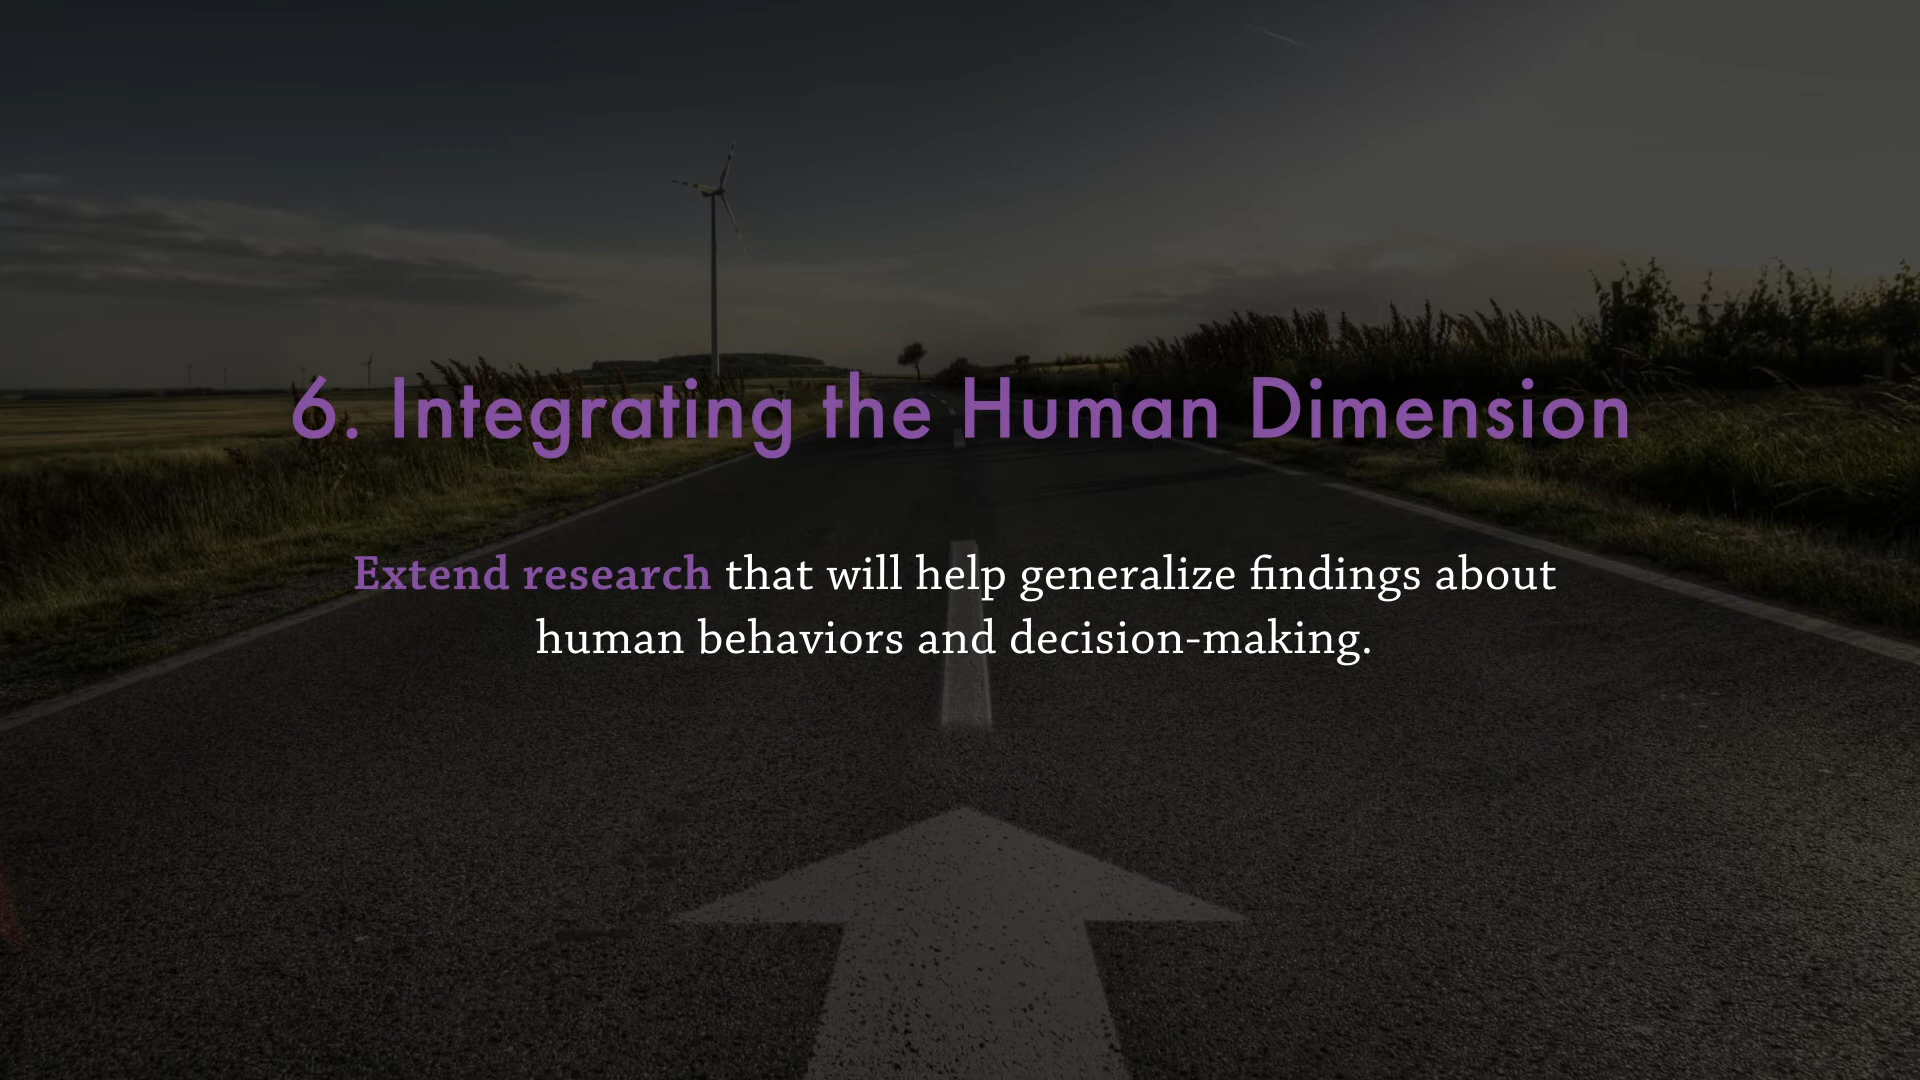 6. Integrating the Human Dimension
Extend research that will help generalize findings about
human behaviors and decision-making.